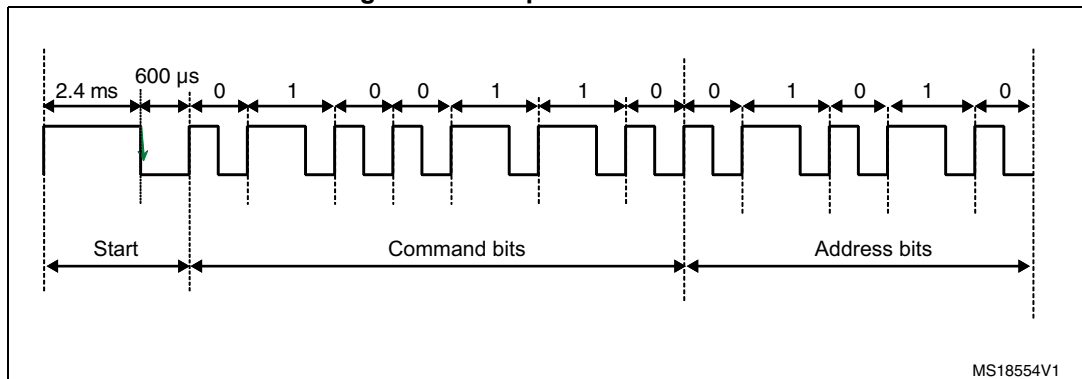 2.4 ms 600 µs 0 1 0 0 1 1 0 0 1 0 1 0
Start Command bits Address bits
MS18554V1